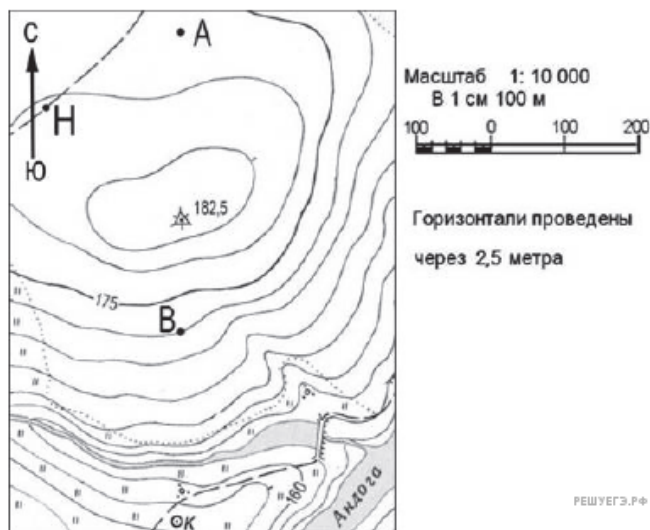 С
А
Н
Ю
182,5
175
В
160
К
Анлога
Масштаб 1: 10 000
В 1 см 100 м
100 0 100 200
Горизонтали проведены
через 2,5 метра
РЕШУЕГЭ.РФ